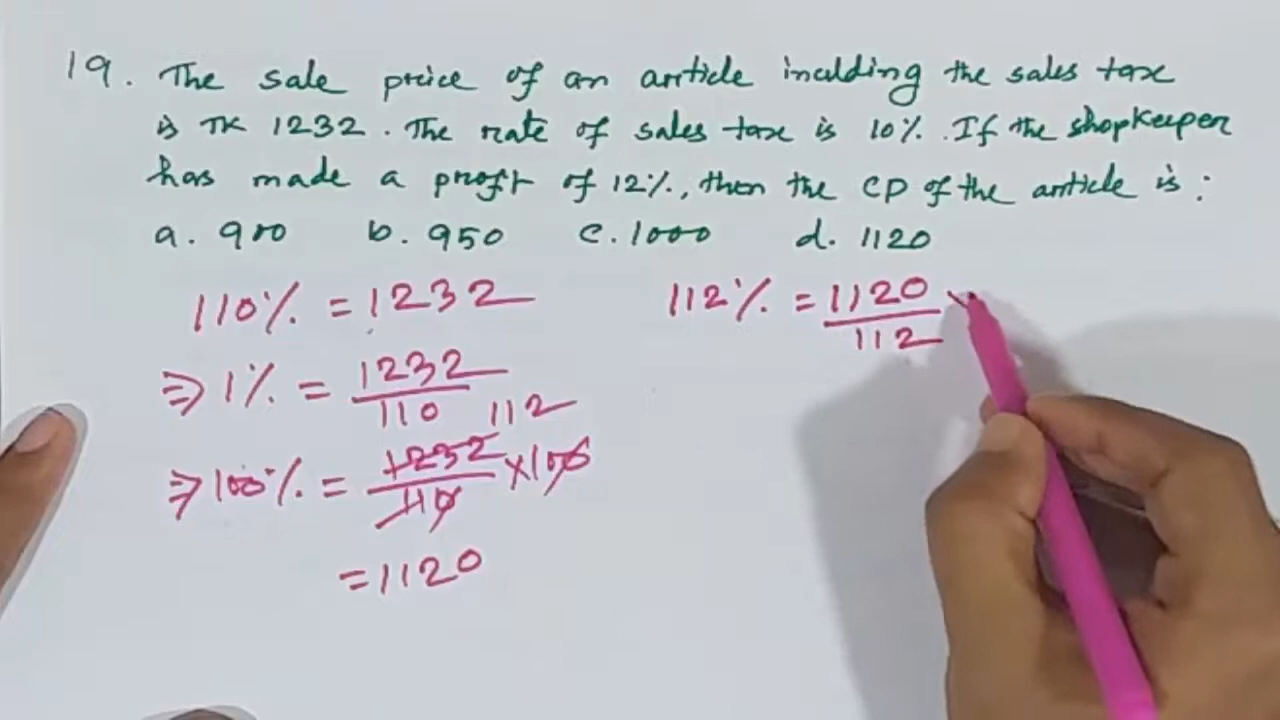 19. The sale price of an article inculding the sales tax
is TK 1232. The rate of sales tax is 10%. If the shopkeeper
has made a profit of 12%, then the CP of the article is:
a. 900 b. 950 c. 1000 d. 1120
110% = 1232
⇒ 1% = 1232/110
112
⇒ 100% = 1232/110 × 100
= 1120
112% = 1120/112 ×